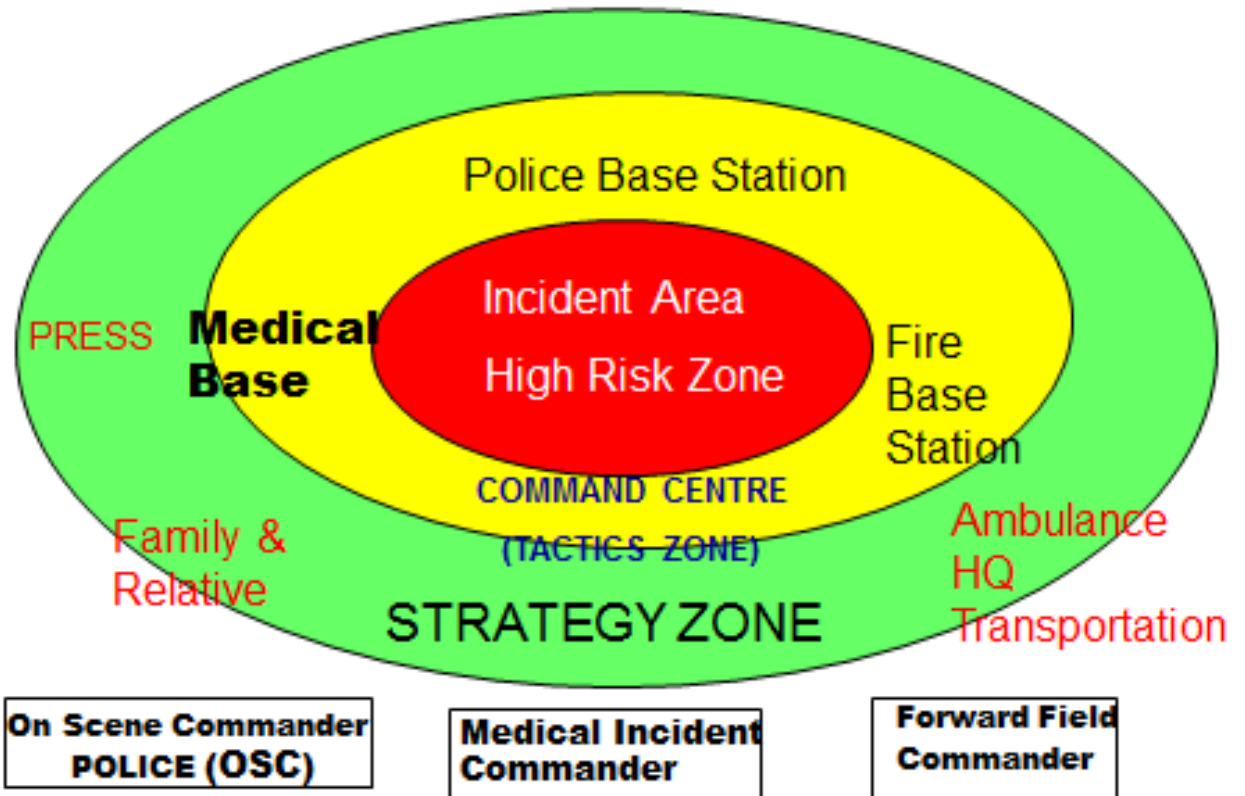 Police Base Station
Incident Area
High Risk Zone
PRESS
Medical
Base
Fire
Base
Station
COMMAND CENTRE
(TACTICS ZONE)
Family &
Relative
Ambulance
HQ
Transportation
STRATEGY ZONE
On Scene Commander
POLICE (OSC)
Medical Incident
Commander
Forward Field
Commander